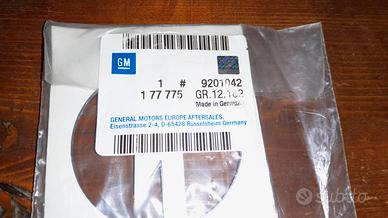 GM
1 # 9201042
1 77 775 GR.12.162
Made in Germany
GENERAL MOTORS EUROPE AFTERSALES.
Eisenstrasse 2-4, D-65428 Rüsselsheim Germany
subito